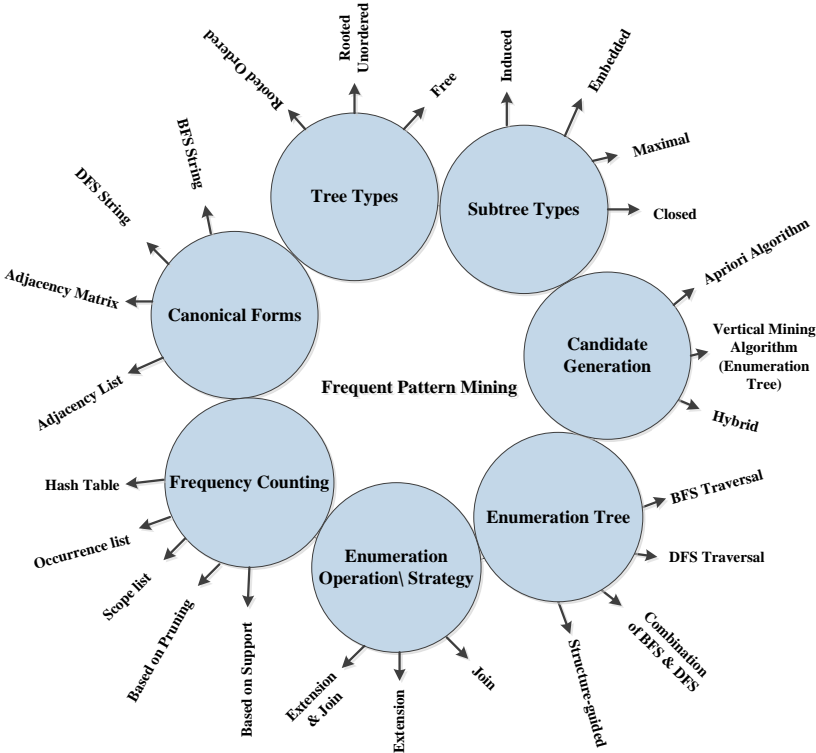 Rooted Ordered
Rooted
Unordered
Free
Tree Types
Induced
Embedded
Maximal
Closed
Subtree Types
Apriori Algorithm
Vertical Mining
Algorithm
(Enumeration
Tree)
Hybrid
Candidate
Generation
BFS Traversal
DFS Traversal
Combination
of BFS & DFS
Structure-guided
Enumeration Tree
Join
Extension
Extension
& Join
Enumeration
Operation\ Strategy
Based on Support
Based on Pruning
Scope list
Occurrence list
Hash Table
Frequency Counting
Adjacency List
Adjacency Matrix
DFS String
BFS String
Canonical Forms
Frequent Pattern Mining